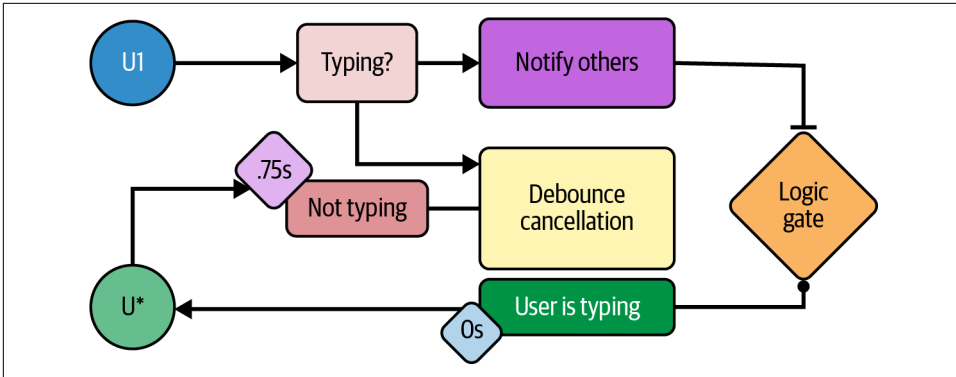 U1
Typing?
Notify others
.75s
Not typing
Debounce
cancellation
Logic
gate
U*
0s
User is typing